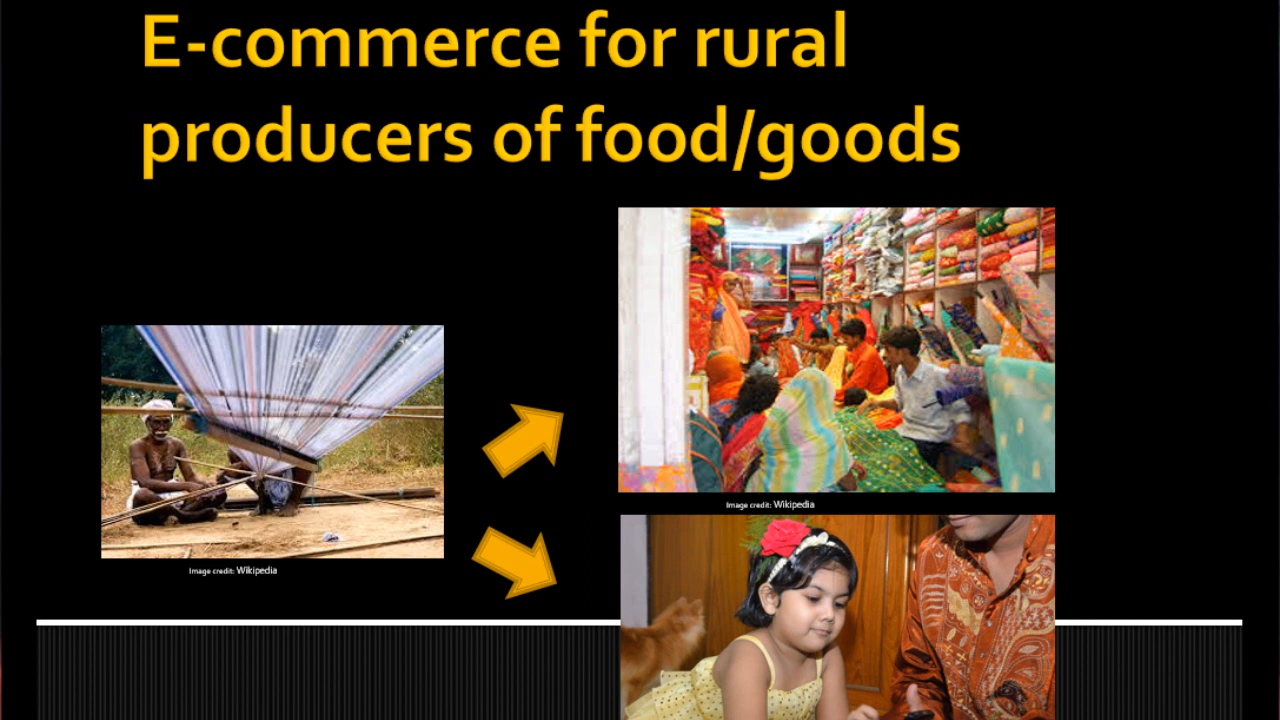 E-commerce for rural
producers of food/goods
Image credit: Wikipedia
Image credit: Wikipedia